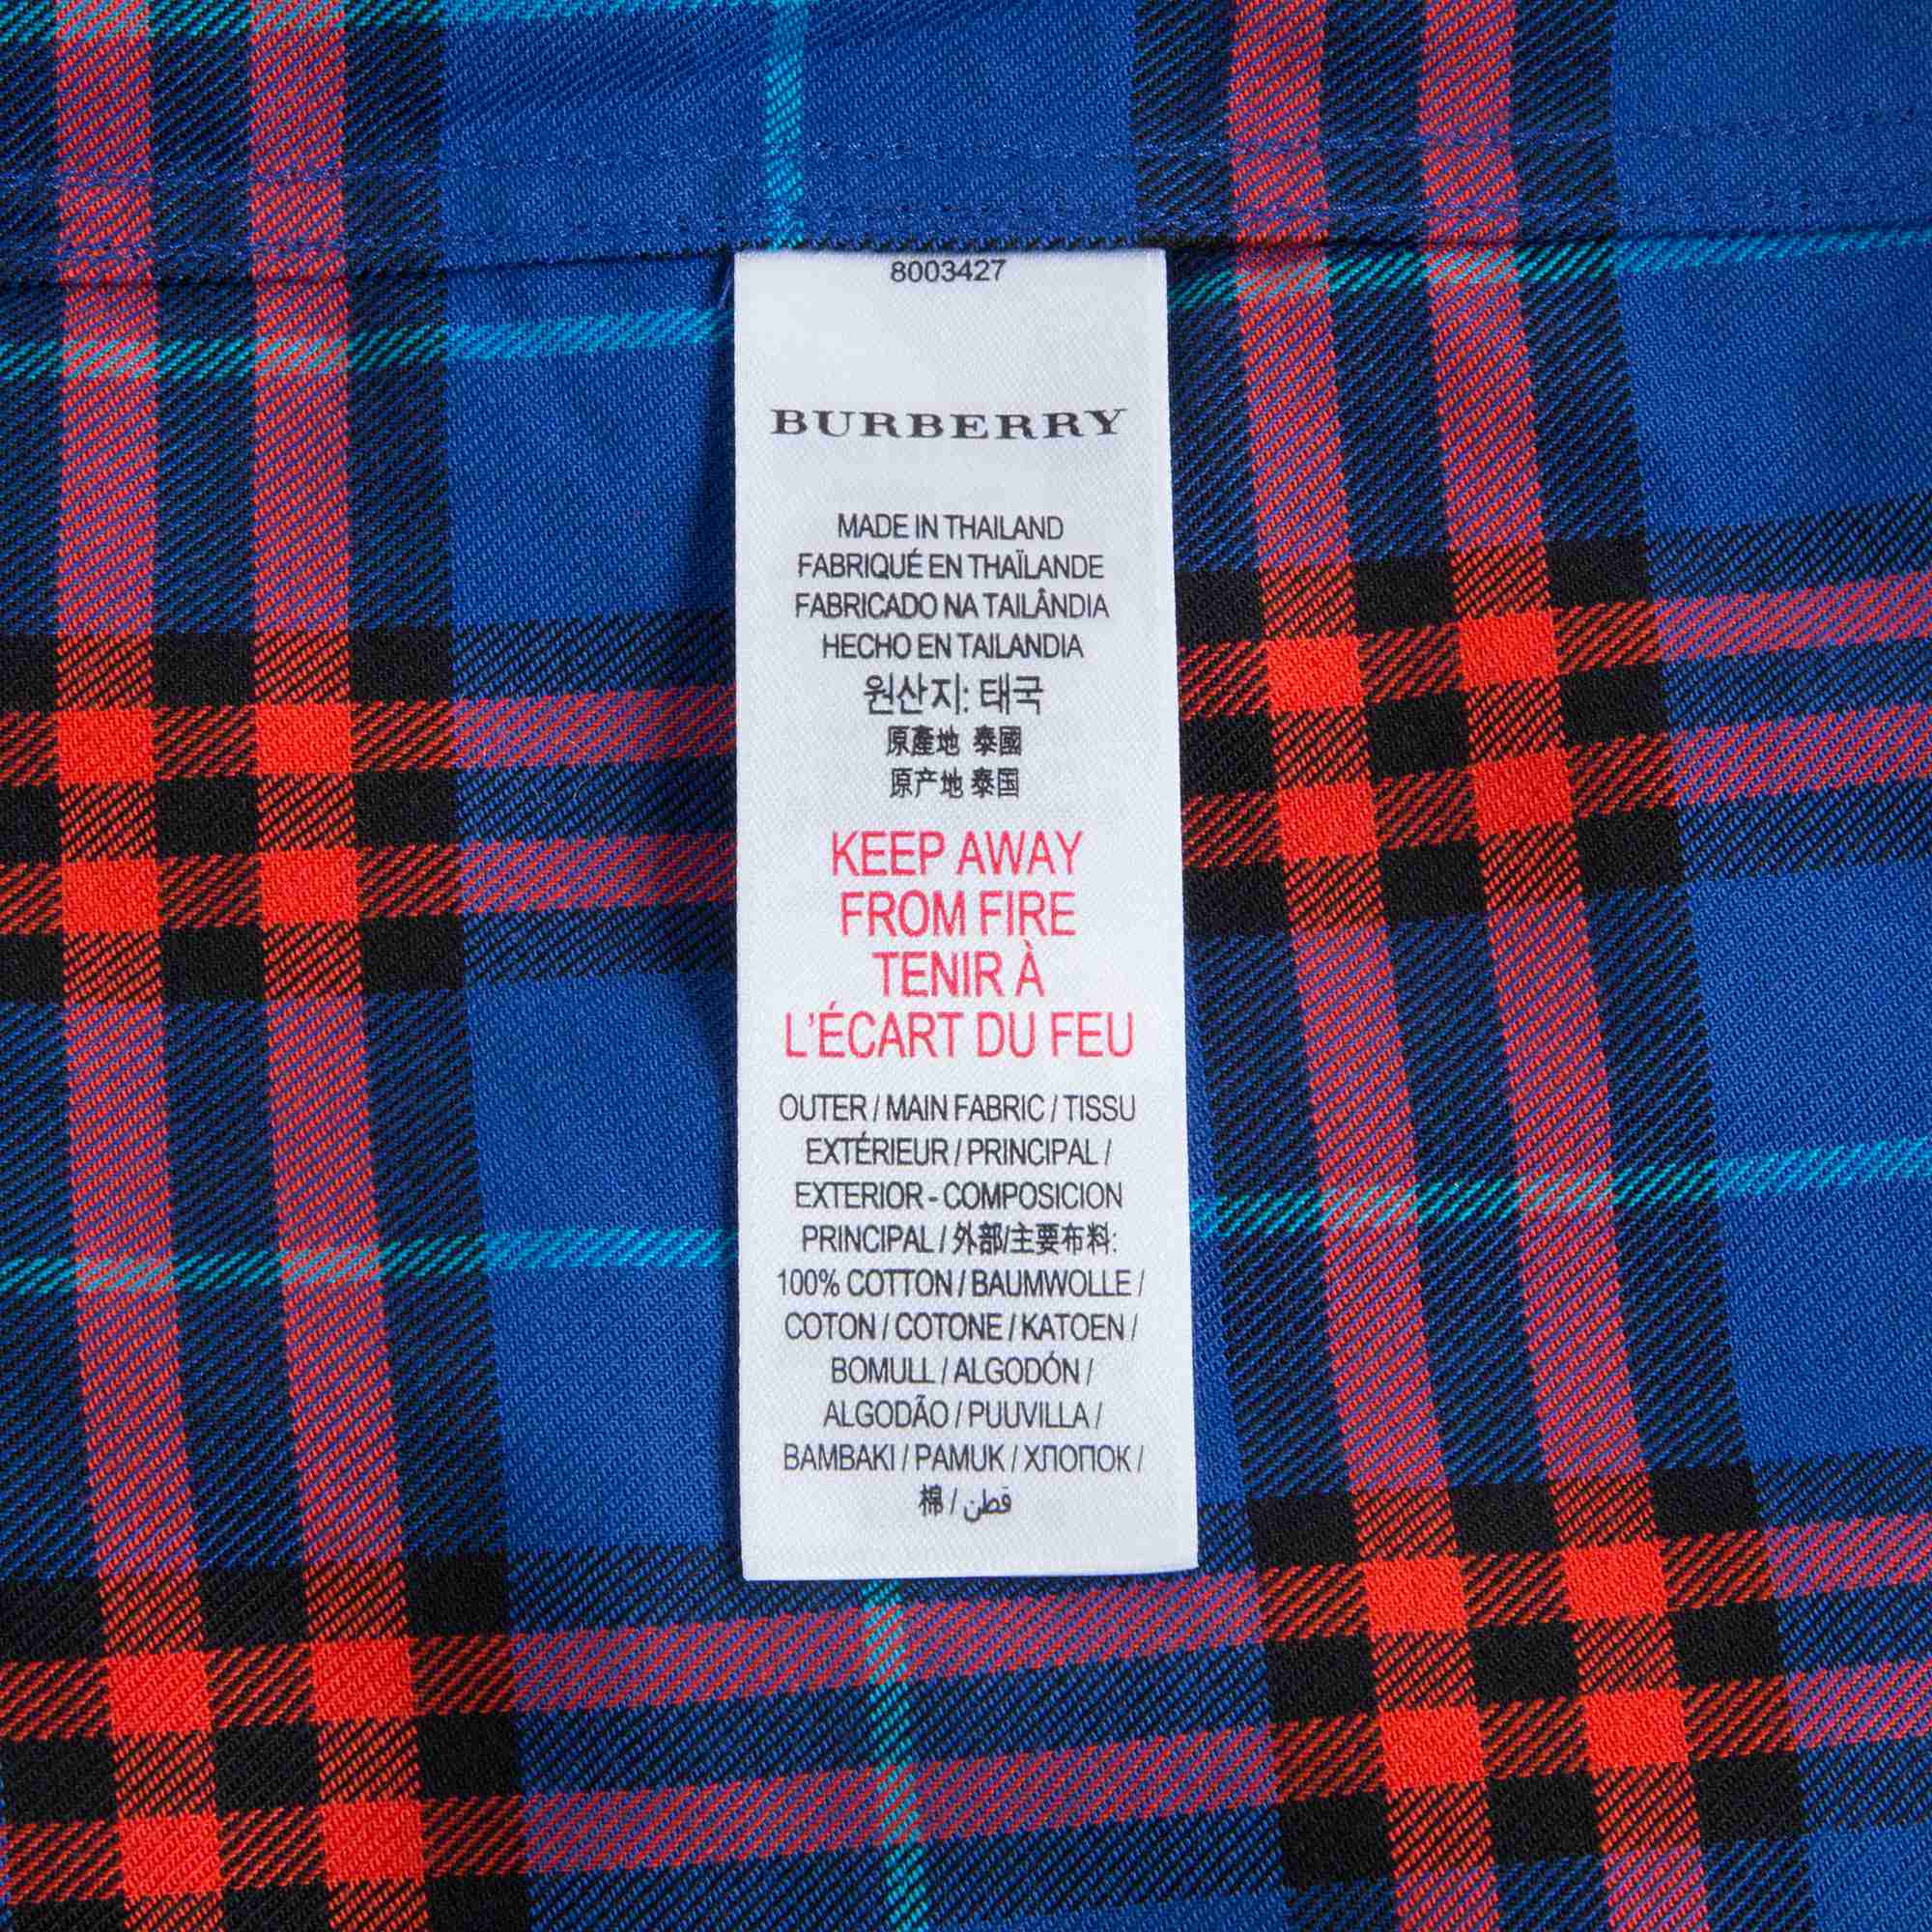 8003427
BURBERRY
MADE IN THAILAND
FABRIQUÉ EN THAÏLANDE
FABRICADO NA TAILÂNDIA
HECHO EN TAILANDIA
원산지: 태국
原產地 泰國
原产地 泰国
KEEP AWAY
FROM FIRE
TENIR À
L'ÉCART DU FEU
OUTER / MAIN FABRIC / TISSU
EXTÉRIEUR / PRINCIPAL /
EXTERIOR - COMPOSICION
PRINCIPAL / 外部/主要布料:
100% COTTON / BAUMWOLLE /
COTON / COTONE / KATOEN /
BOMULL / ALGODÓN /
ALGODÃO / PUUVILLA /
BAMBAKI / PAMUK / ХЛОПОК /
棉 / قطن